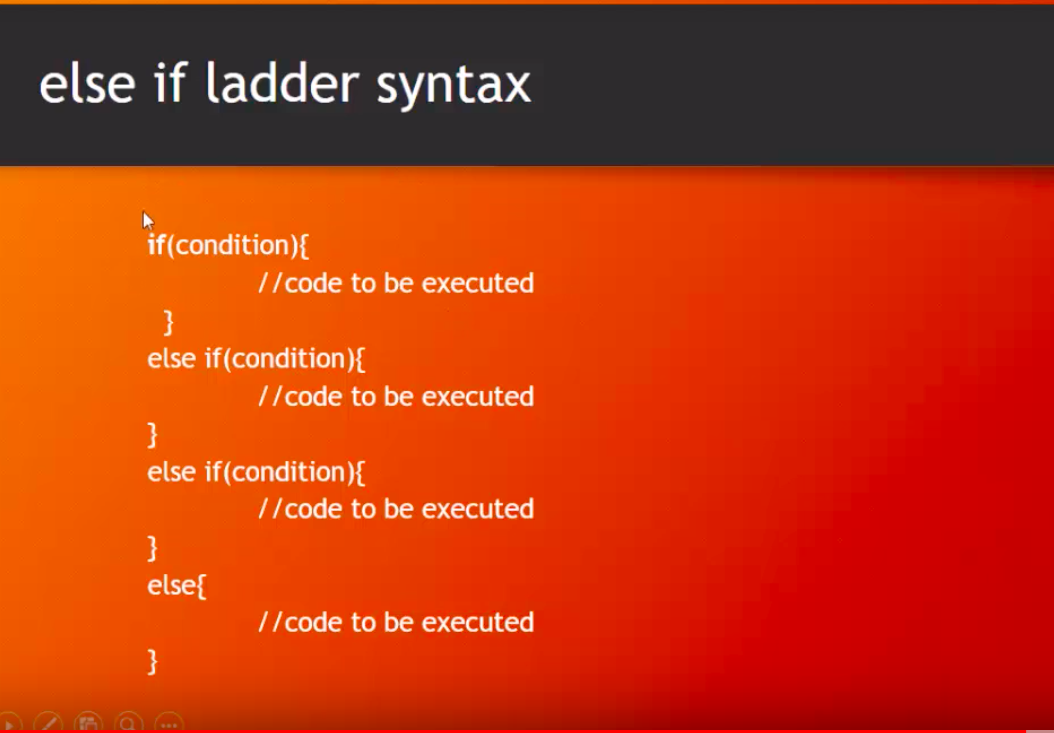 else if ladder syntax
if(condition){
//code to be executed
}
else if(condition){
//code to be executed
}
else if(condition){
//code to be executed
}
else{
//code to be executed
}